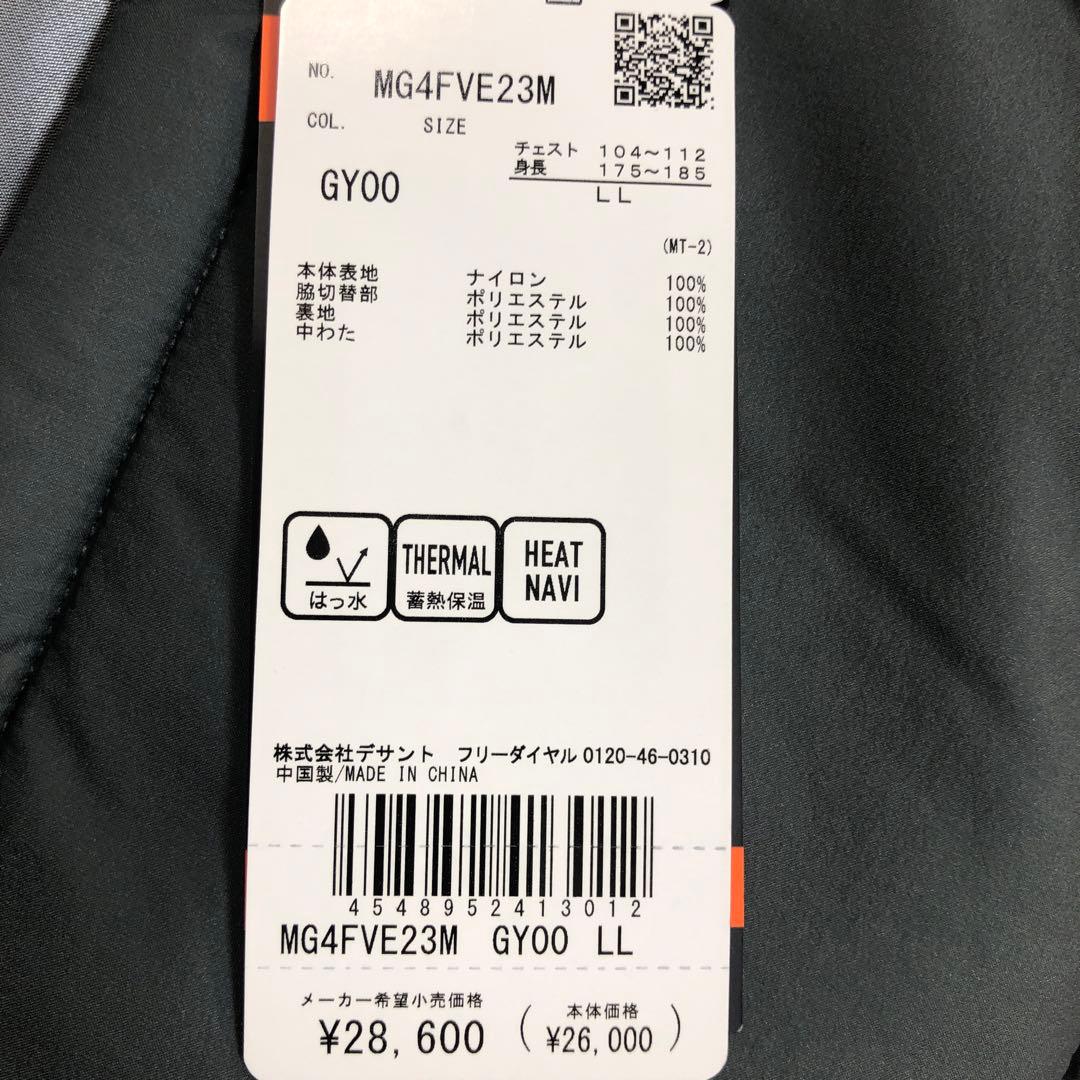 NO. MG4FVE23M
COL. SIZE
チェスト 104~112
身長 175~185
GY00 LL
(MT-2)
本体表地 ナイロン 100%
脇切替部 ポリエステル 100%
裏地 ポリエステル 100%
中わた ポリエステル 100%
はっ水
THERMAL
蓄熱保温
HEAT
NAVI
株式会社デサント フリーダイヤル 0120-46-0310
中国製/MADE IN CHINA
4548952413012
MG4FVE23M GY00 LL
メーカー希望小売価格
¥28,600
(本体価格
¥26,000)